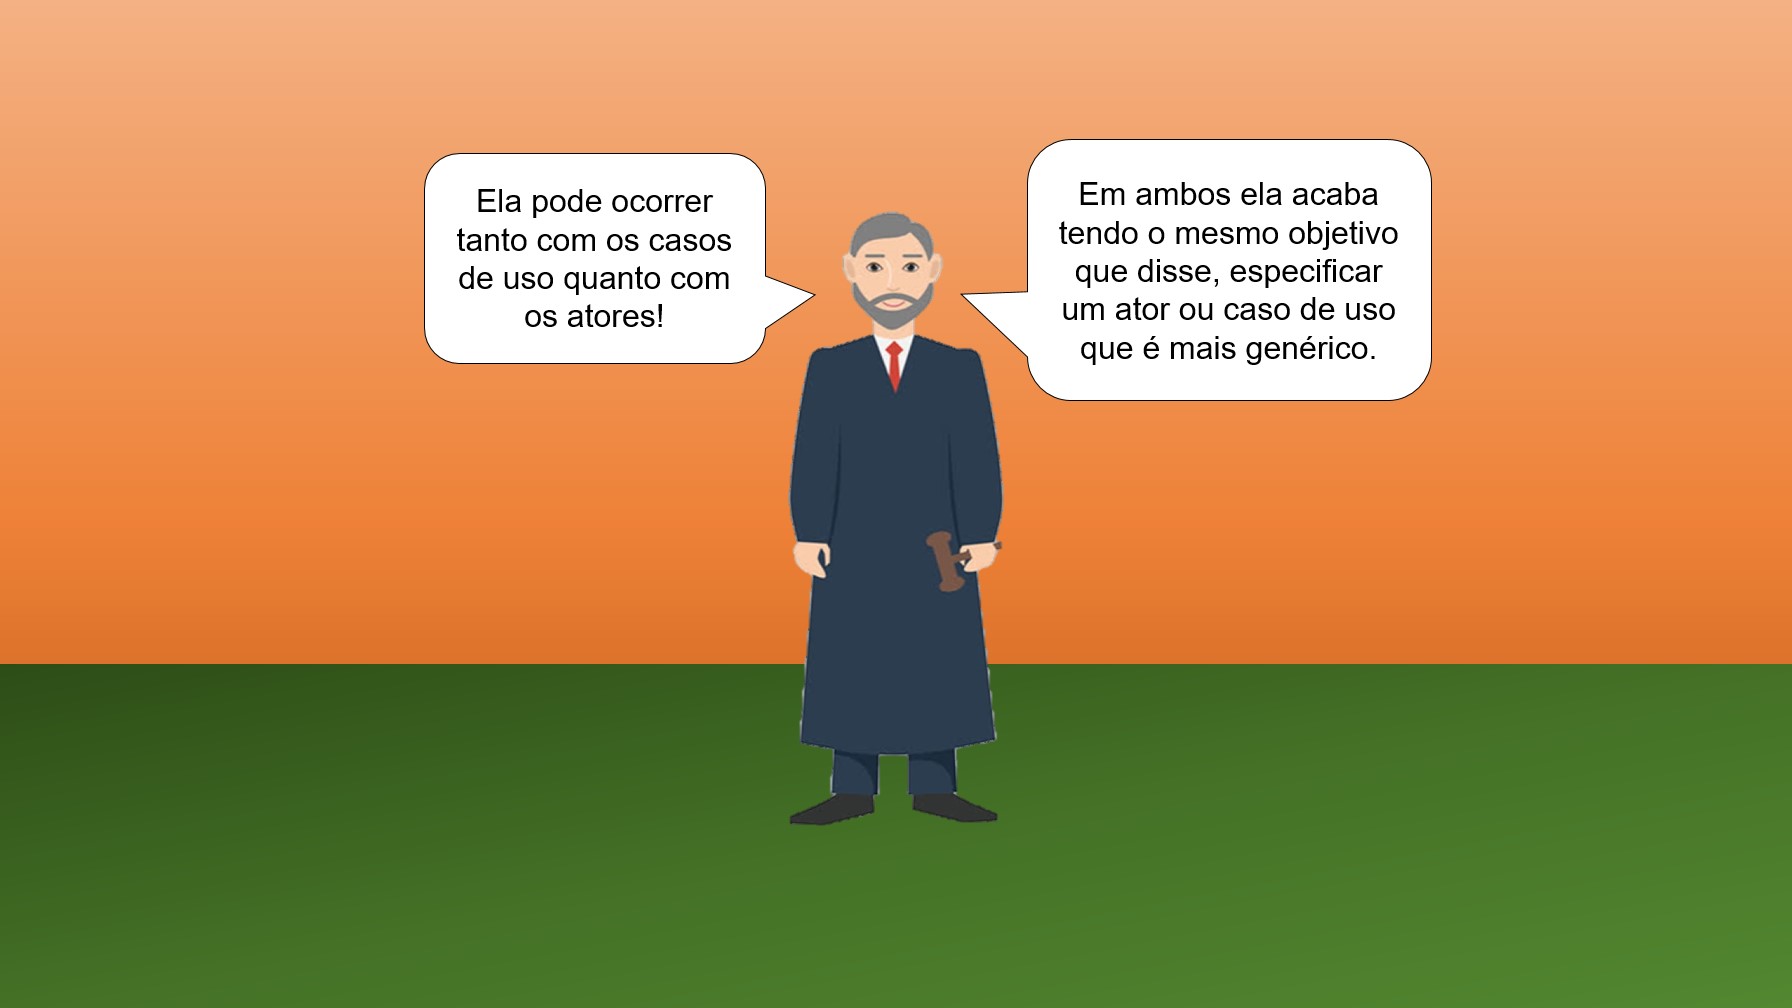 Ela pode ocorrer
tanto com os casos
de uso quanto com
os atores!
Em ambos ela acaba
tendo o mesmo objetivo
que disse, especificar
um ator ou caso de uso
que é mais genérico.